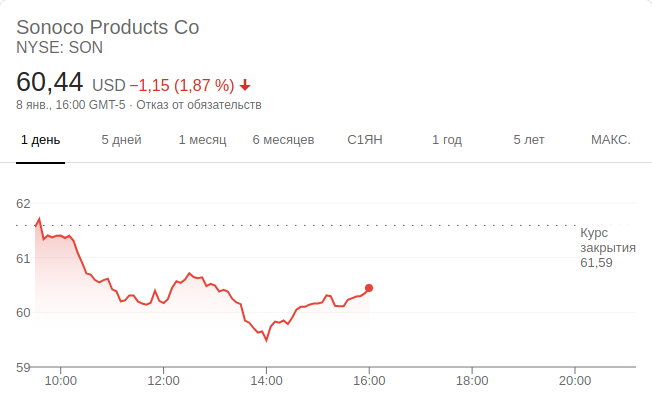 Sonoco Products Co
NYSE: SON
60,44 USD −1,15 (1,87 %)
8 янв., 16:00 GMT-5 · Отказ от обязательств
1 день 5 дней 1 месяц 6 месяцев С1ЯН 1 год 5 лет МАКС.
62
Курс
закрытия
61,59
61
60
59
10:00 12:00 14:00 16:00 18:00 20:00